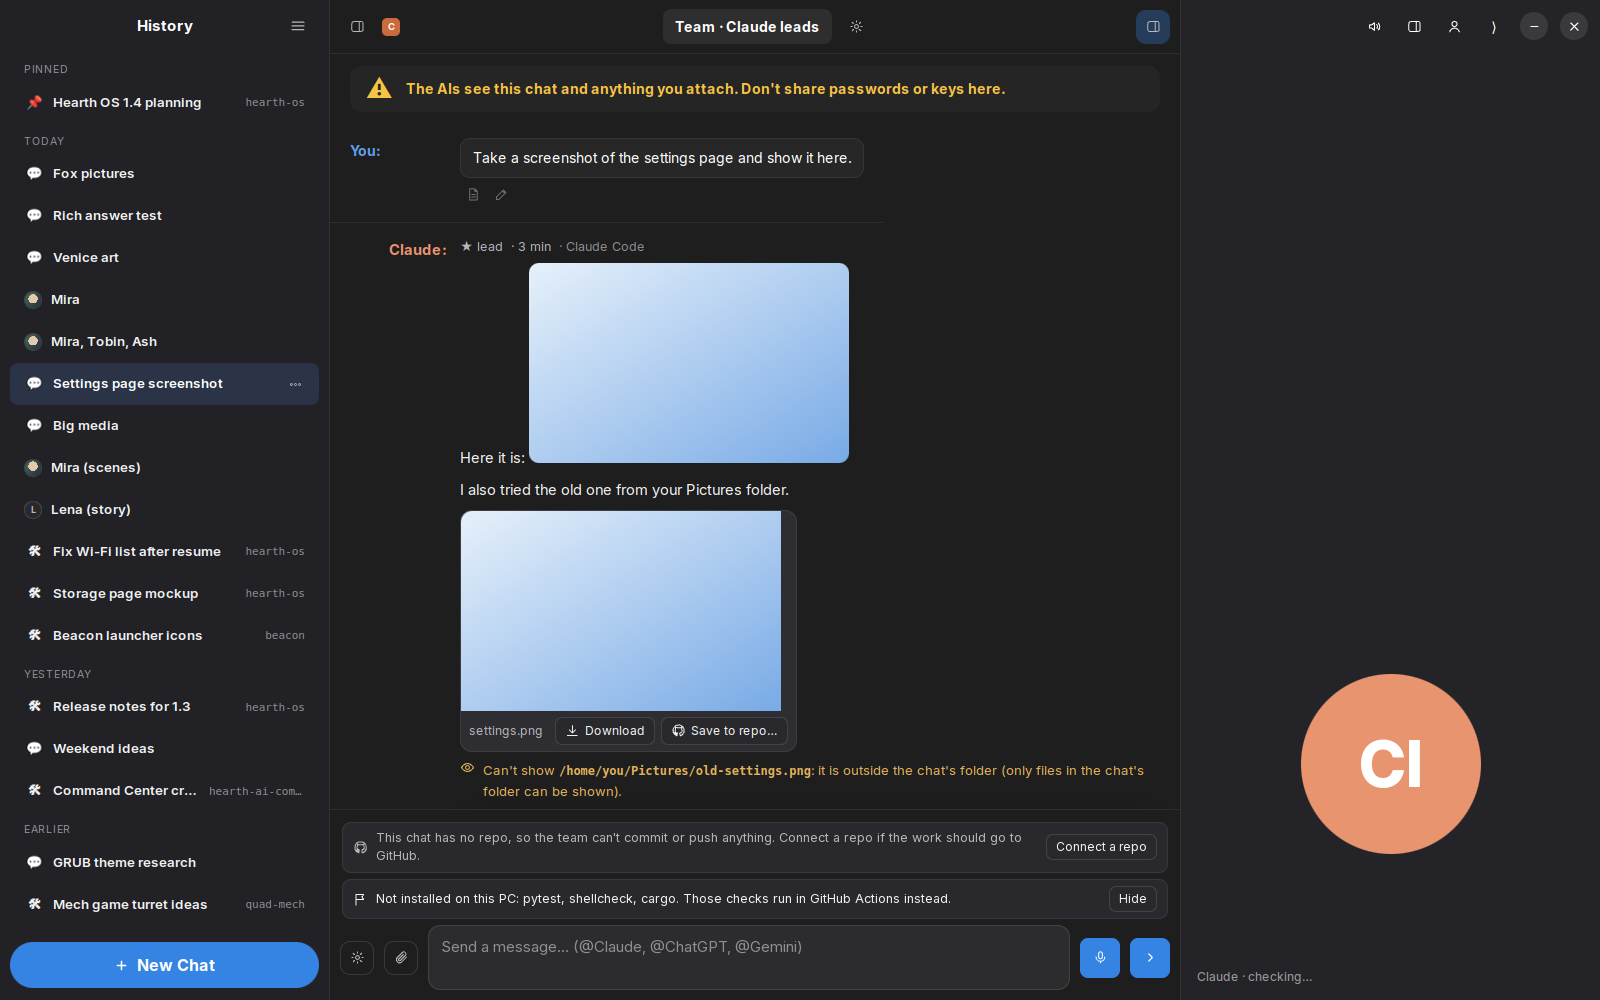 History
PINNED
Hearth OS 1.4 planning hearth-os
TODAY
Fox pictures
Rich answer test
Venice art
Mira
Mira, Tobin, Ash
Settings page screenshot
Big media
Mira (scenes)
L Lena (story)
Fix Wi-Fi list after resume hearth-os
Storage page mockup hearth-os
Beacon launcher icons beacon
YESTERDAY
Release notes for 1.3 hearth-os
Weekend ideas
Command Center cr... hearth-ai-com…
EARLIER
GRUB theme research
Mech game turret ideas quad-mech
+ New Chat
C
Team · Claude leads
The AIs see this chat and anything you attach. Don't share passwords or keys here.
You:
Take a screenshot of the settings page and show it here.
Claude:
★ lead · 3 min · Claude Code
Here it is:
I also tried the old one from your Pictures folder.
settings.png Download Save to repo...
Can't show /home/you/Pictures/old-settings.png: it is outside the chat's folder (only files in the chat's
folder can be shown).
This chat has no repo, so the team can't commit or push anything. Connect a repo if the work should go to
GitHub.
Connect a repo
Not installed on this PC: pytest, shellcheck, cargo. Those checks run in GitHub Actions instead.
Hide
Send a message... (@Claude, @ChatGPT, @Gemini)
Cl
Claude · checking...